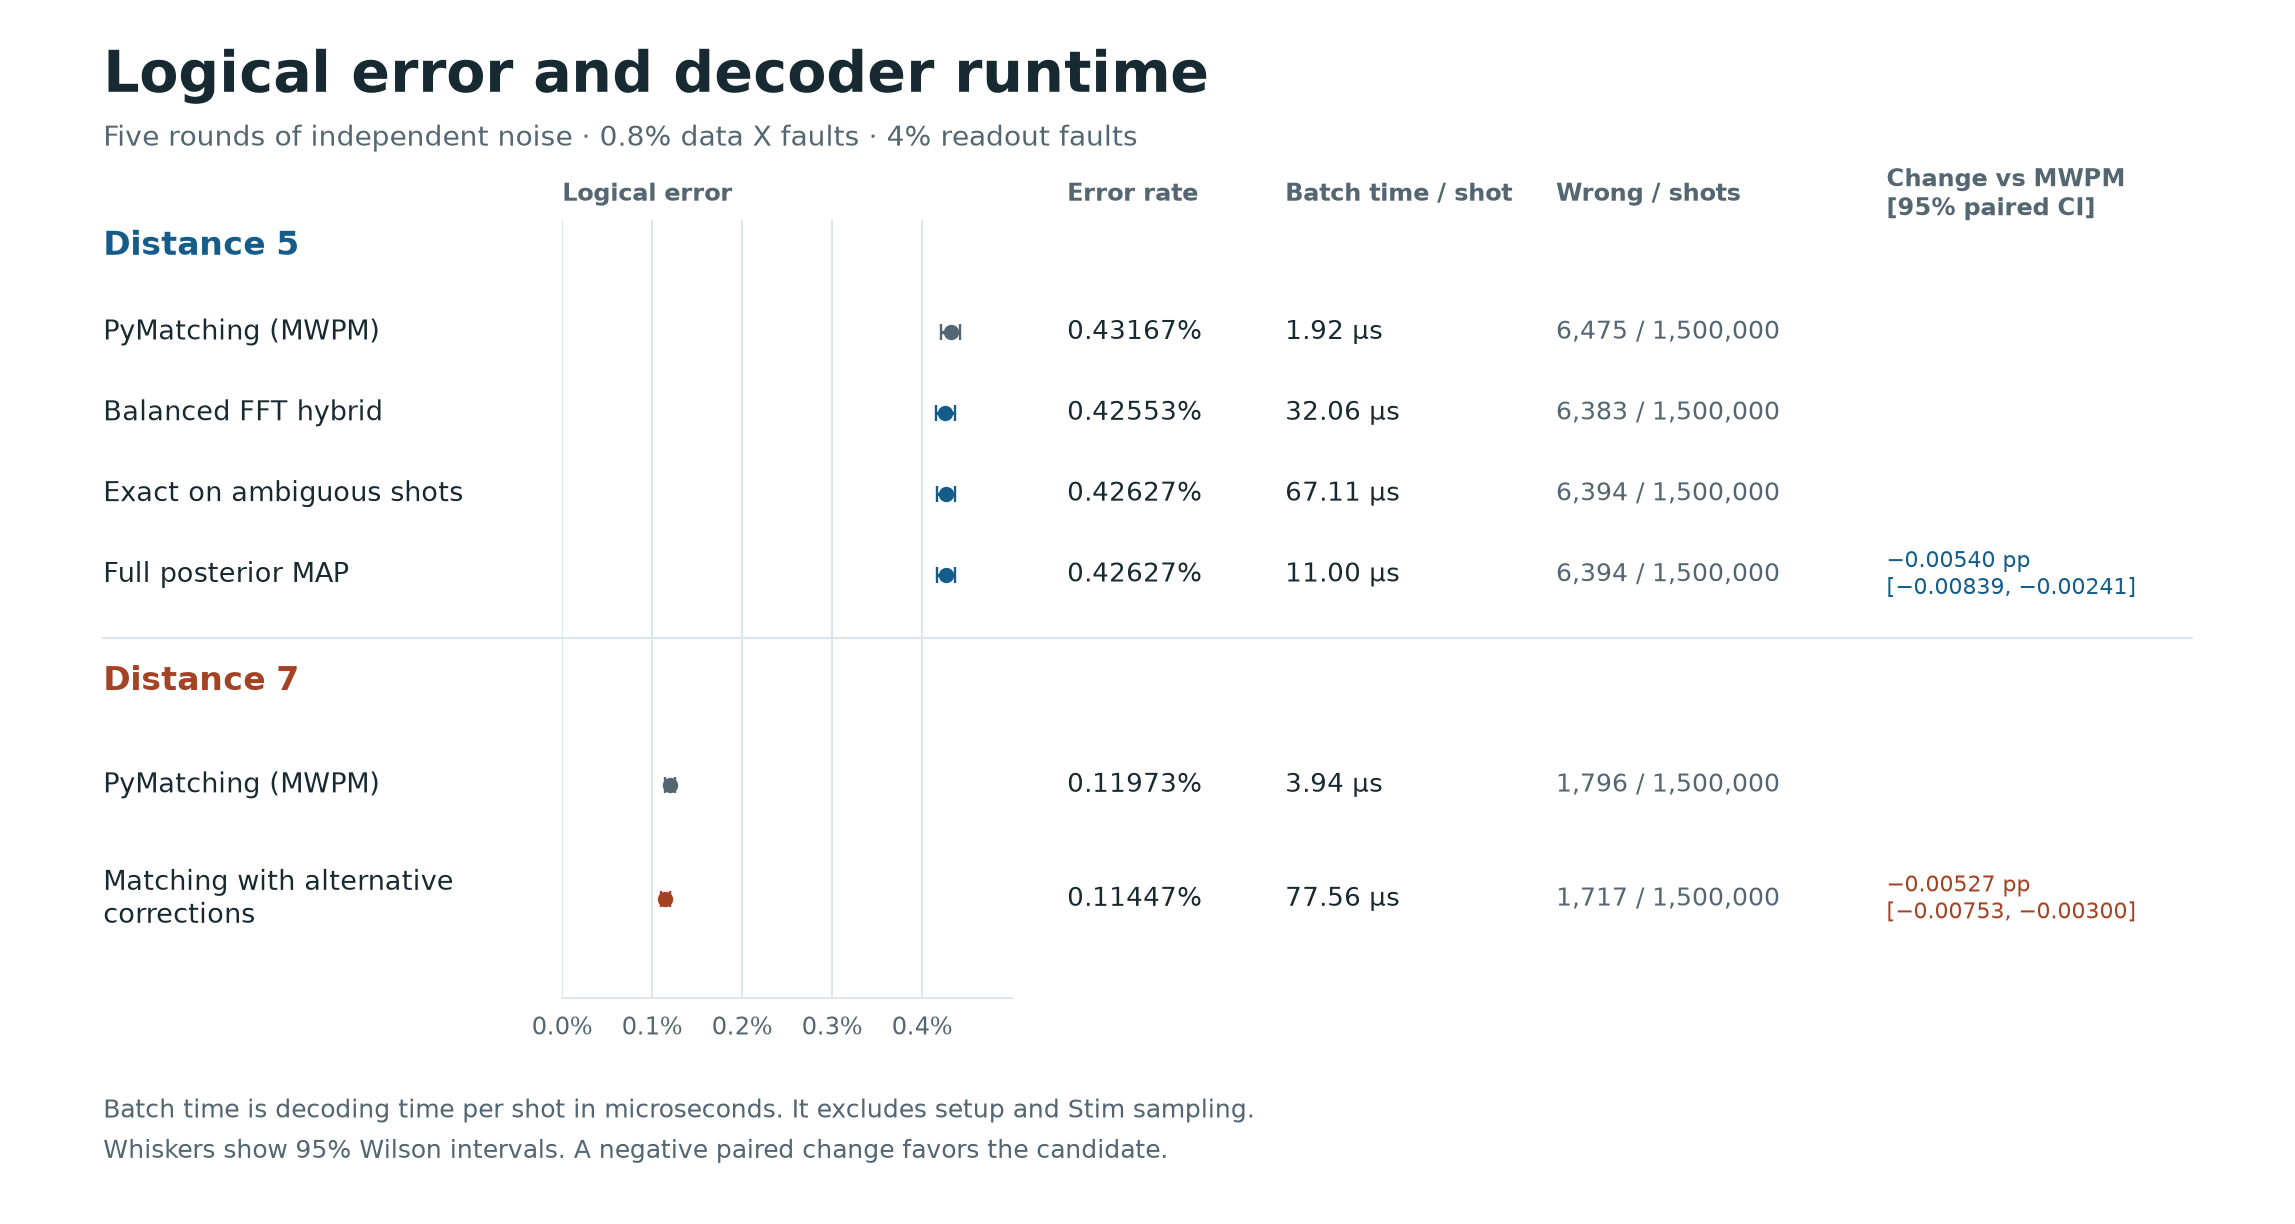 Logical error and decoder runtime
Five rounds of independent noise · 0.8% data X faults · 4% readout faults
Logical error
Error rate
Batch time / shot
Wrong / shots
Change vs MWPM
[95% paired CI]
Distance 5
PyMatching (MWPM) 0.43167% 1.92 µs 6,475 / 1,500,000
Balanced FFT hybrid 0.42553% 32.06 µs 6,383 / 1,500,000
Exact on ambiguous shots 0.42627% 67.11 µs 6,394 / 1,500,000
Full posterior MAP 0.42627% 11.00 µs 6,394 / 1,500,000
−0.00540 pp
[−0.00839, −0.00241]
Distance 7
PyMatching (MWPM) 0.11973% 3.94 µs 1,796 / 1,500,000
Matching with alternative
corrections
0.11447% 77.56 µs 1,717 / 1,500,000
−0.00527 pp
[−0.00753, −0.00300]
0.0% 0.1% 0.2% 0.3% 0.4%
Batch time is decoding time per shot in microseconds. It excludes setup and Stim sampling.
Whiskers show 95% Wilson intervals. A negative paired change favors the candidate.